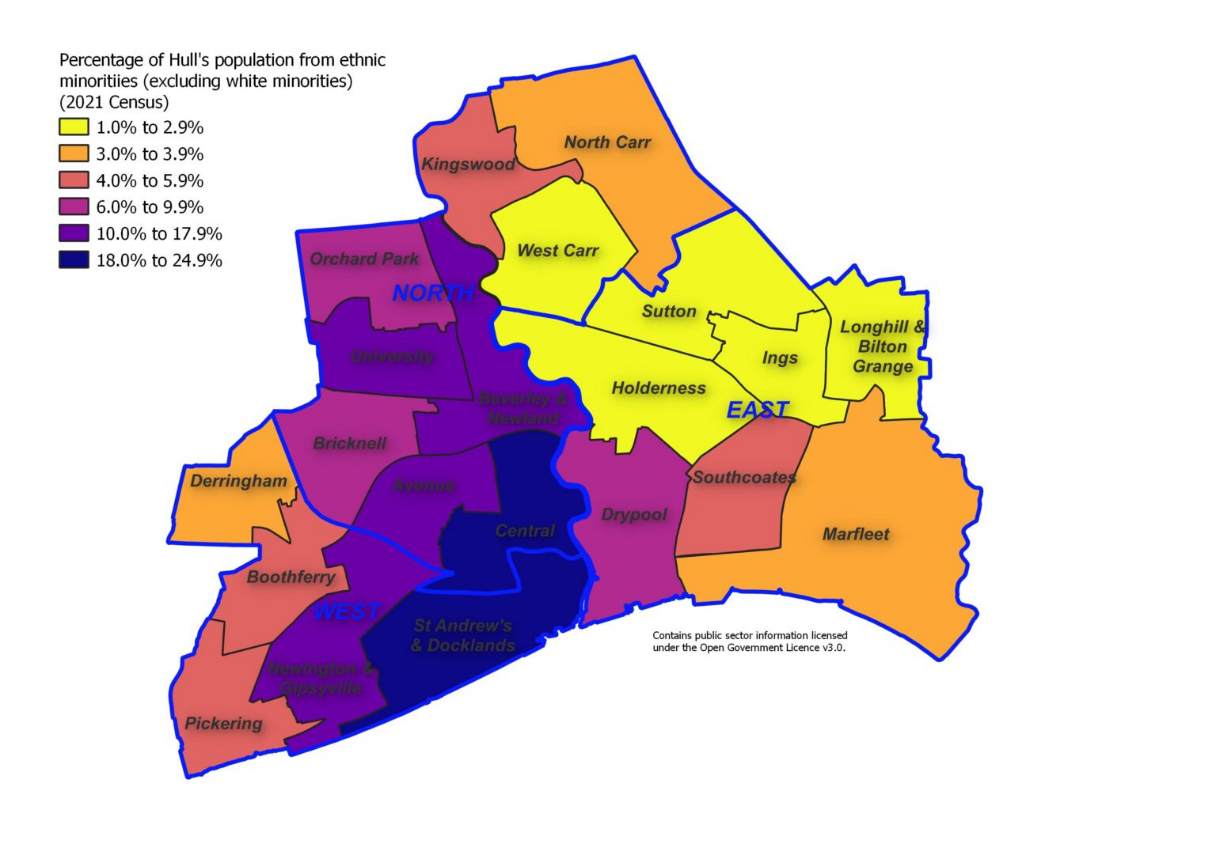 Percentage of Hull's population from ethnic
minoritiies (excluding white minorities)
(2021 Census)
1.0% to 2.9%
3.0% to 3.9%
4.0% to 5.9%
6.0% to 9.9%
10.0% to 17.9%
18.0% to 24.9%
North Carr
Kingswood
West Carr
Orchard Park
NORTH
Sutton
University
Longhill &
Bilton
Grange
Ings
Holderness
EAST
Beverley &
Newland
Bricknell
Derringham
Avenue
Southcoates
Drypool
Central
Marfleet
Boothferry
WEST
St Andrew's
& Docklands
Newington &
Gipsyville
Pickering
Contains public sector information licensed
under the Open Government Licence v3.0.